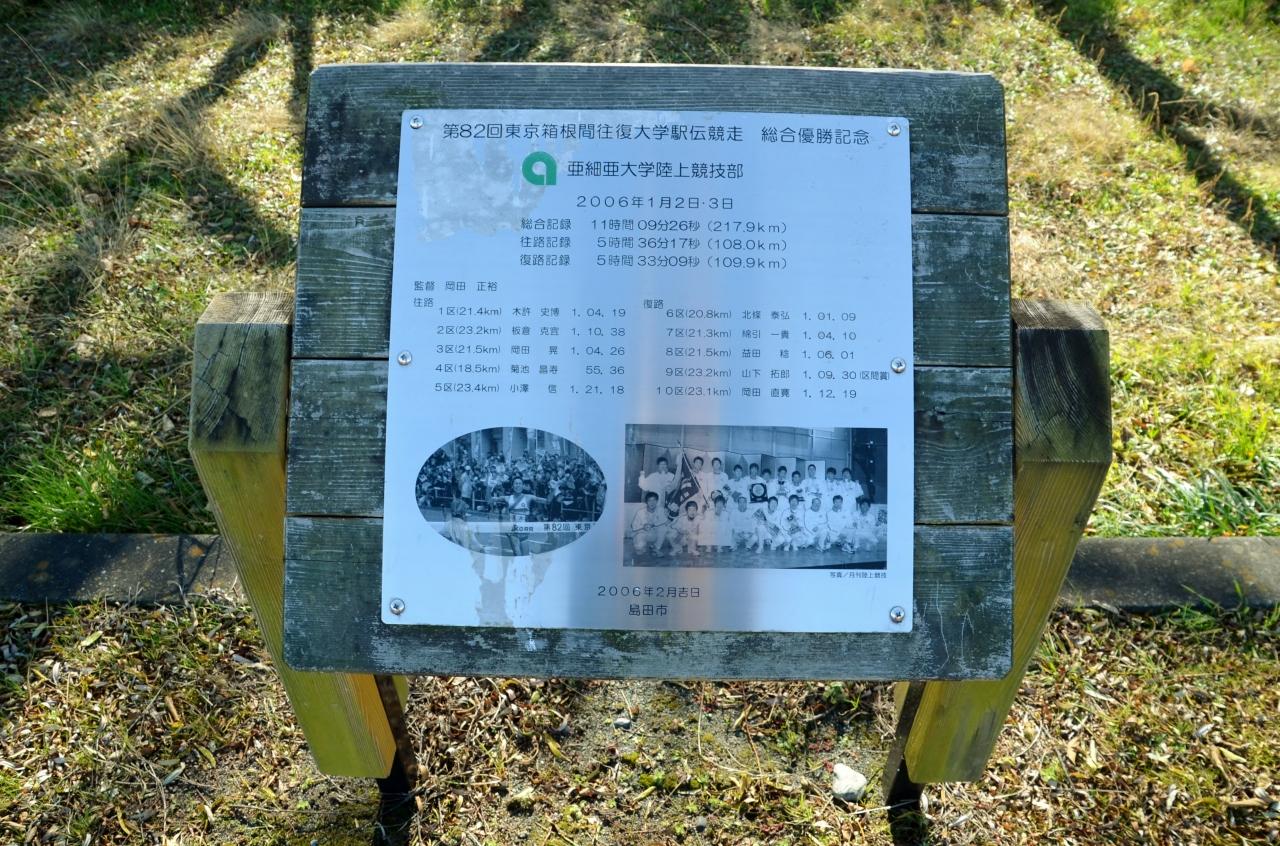 第82回東京箱根間往復大学駅伝競走 総合優勝記念
亜細亜大学陸上競技部
2006年1月2日・3日
総合記録 11時間09分26秒(217.9km)
往路記録 5時間36分17秒(108.0km)
復路記録 5時間33分09秒(109.9km)
監督 岡田 正裕
往路
1区(21.4km) 木許 史博 1.04.19
2区(23.2km) 板倉 克宜 1.10.38
3区(21.5km) 岡田 晃 1.04.26
4区(18.5km) 菊池 昌寿 55.36
5区(23.4km) 小澤 信 1.21.18
復路
6区(20.8km) 北條 泰弘 1.01.09
7区(21.3km) 綿引 一貴 1.04.10
8区(21.5km) 益田 稔 1.06.01
9区(23.2km) 山下 拓郎 1.09.30(区間賞)
10区(23.1km) 岡田 直寛 1.12.19
第82回 東京
写真/月刊陸上競技
2006年2月吉日
島田市